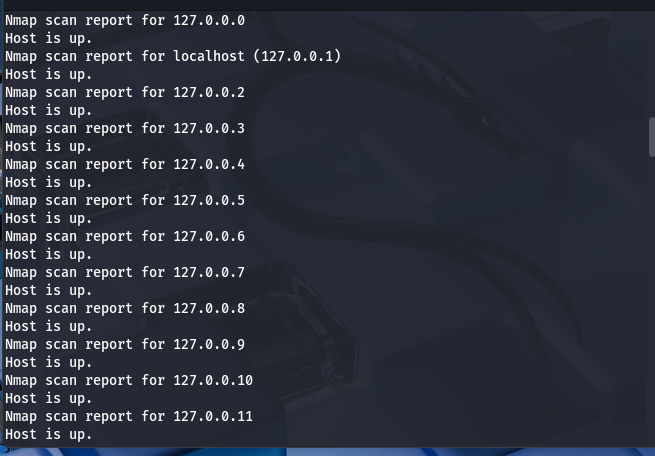 Nmap scan report for 127.0.0.0
Host is up.
Nmap scan report for localhost (127.0.0.1)
Host is up.
Nmap scan report for 127.0.0.2
Host is up.
Nmap scan report for 127.0.0.3
Host is up.
Nmap scan report for 127.0.0.4
Host is up.
Nmap scan report for 127.0.0.5
Host is up.
Nmap scan report for 127.0.0.6
Host is up.
Nmap scan report for 127.0.0.7
Host is up.
Nmap scan report for 127.0.0.8
Host is up.
Nmap scan report for 127.0.0.9
Host is up.
Nmap scan report for 127.0.0.10
Host is up.
Nmap scan report for 127.0.0.11
Host is up.